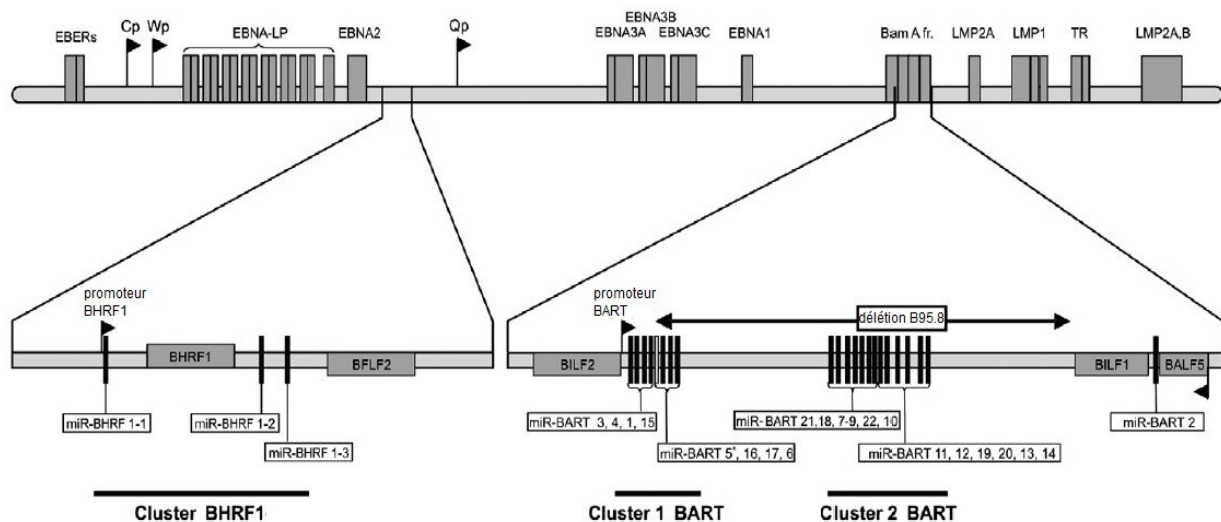 EBERs
Cp
Wp
EBNA-LP
EBNA2
Qp
EBNA3B
EBNA3A
EBNA3C
EBNA1
Bam A fr.
LMP2A
LMP1
TR
LMP2A,B
promoteur
BHRF1
BHRF1
BFLF2
miR-BHRF 1-1
miR-BHRF 1-2
miR-BHRF 1-3
Cluster BHRF1
promoteur
BART
délétion B95.8
BILF2
BILF1
BALF5
miR-BART 3, 4, 1, 15
miR-BART 21,18, 7-9, 22, 10
miR-BART 2
miR-BART 5*, 16, 17, 6
miR-BART 11, 12, 19, 20, 13, 14
Cluster 1 BART
Cluster 2 BART